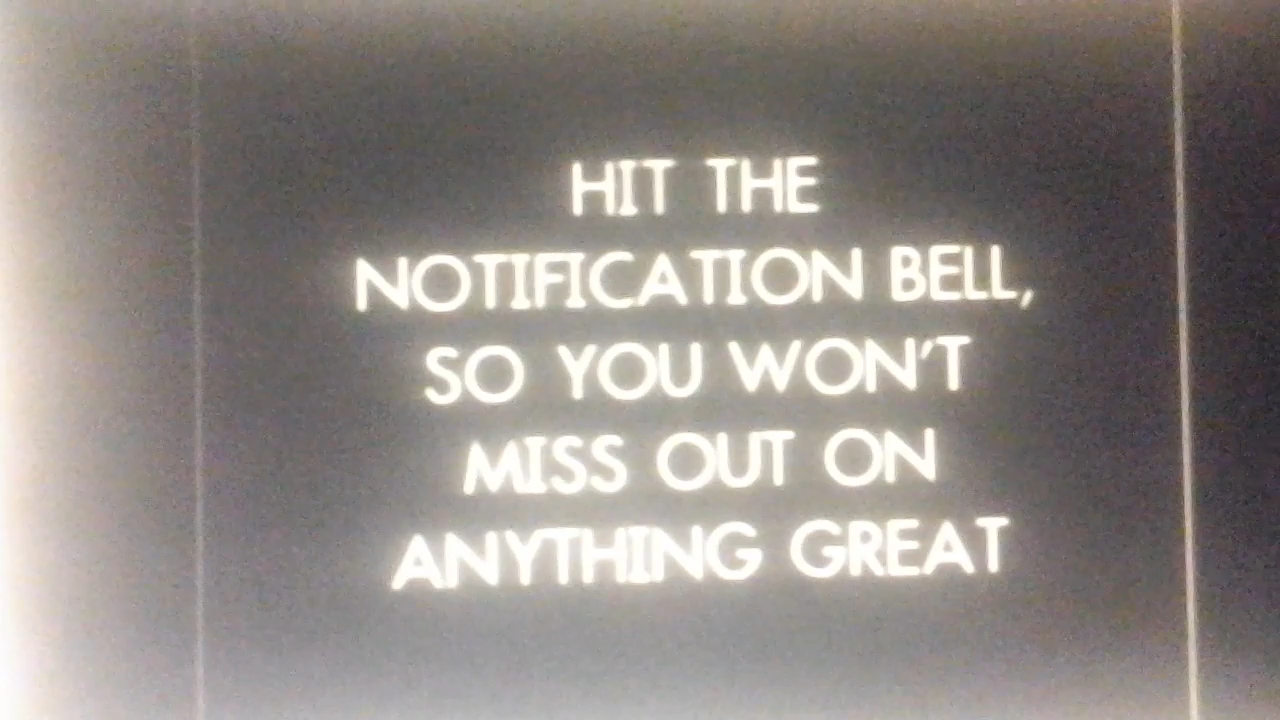 HIT THE
NOTIFICATION BELL,
SO YOU WON'T
MISS OUT ON
ANYTHING GREAT